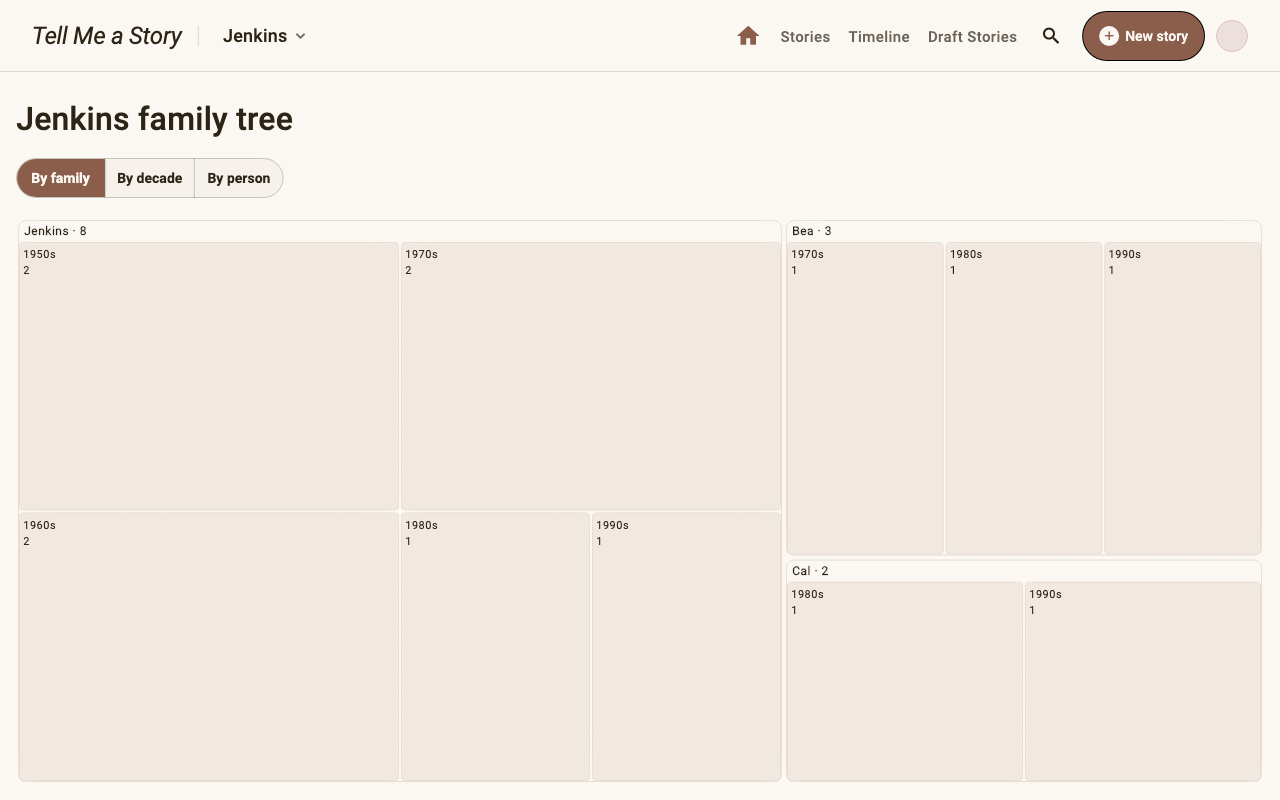 Tell Me a Story
Jenkins
Stories
Timeline
Draft Stories
New story
Jenkins family tree
By family
By decade
By person
Jenkins · 8
1950s
2
1970s
2
1960s
2
1980s
1
1990s
1
Bea · 3
1970s
1
1980s
1
1990s
1
Cal · 2
1980s
1
1990s
1